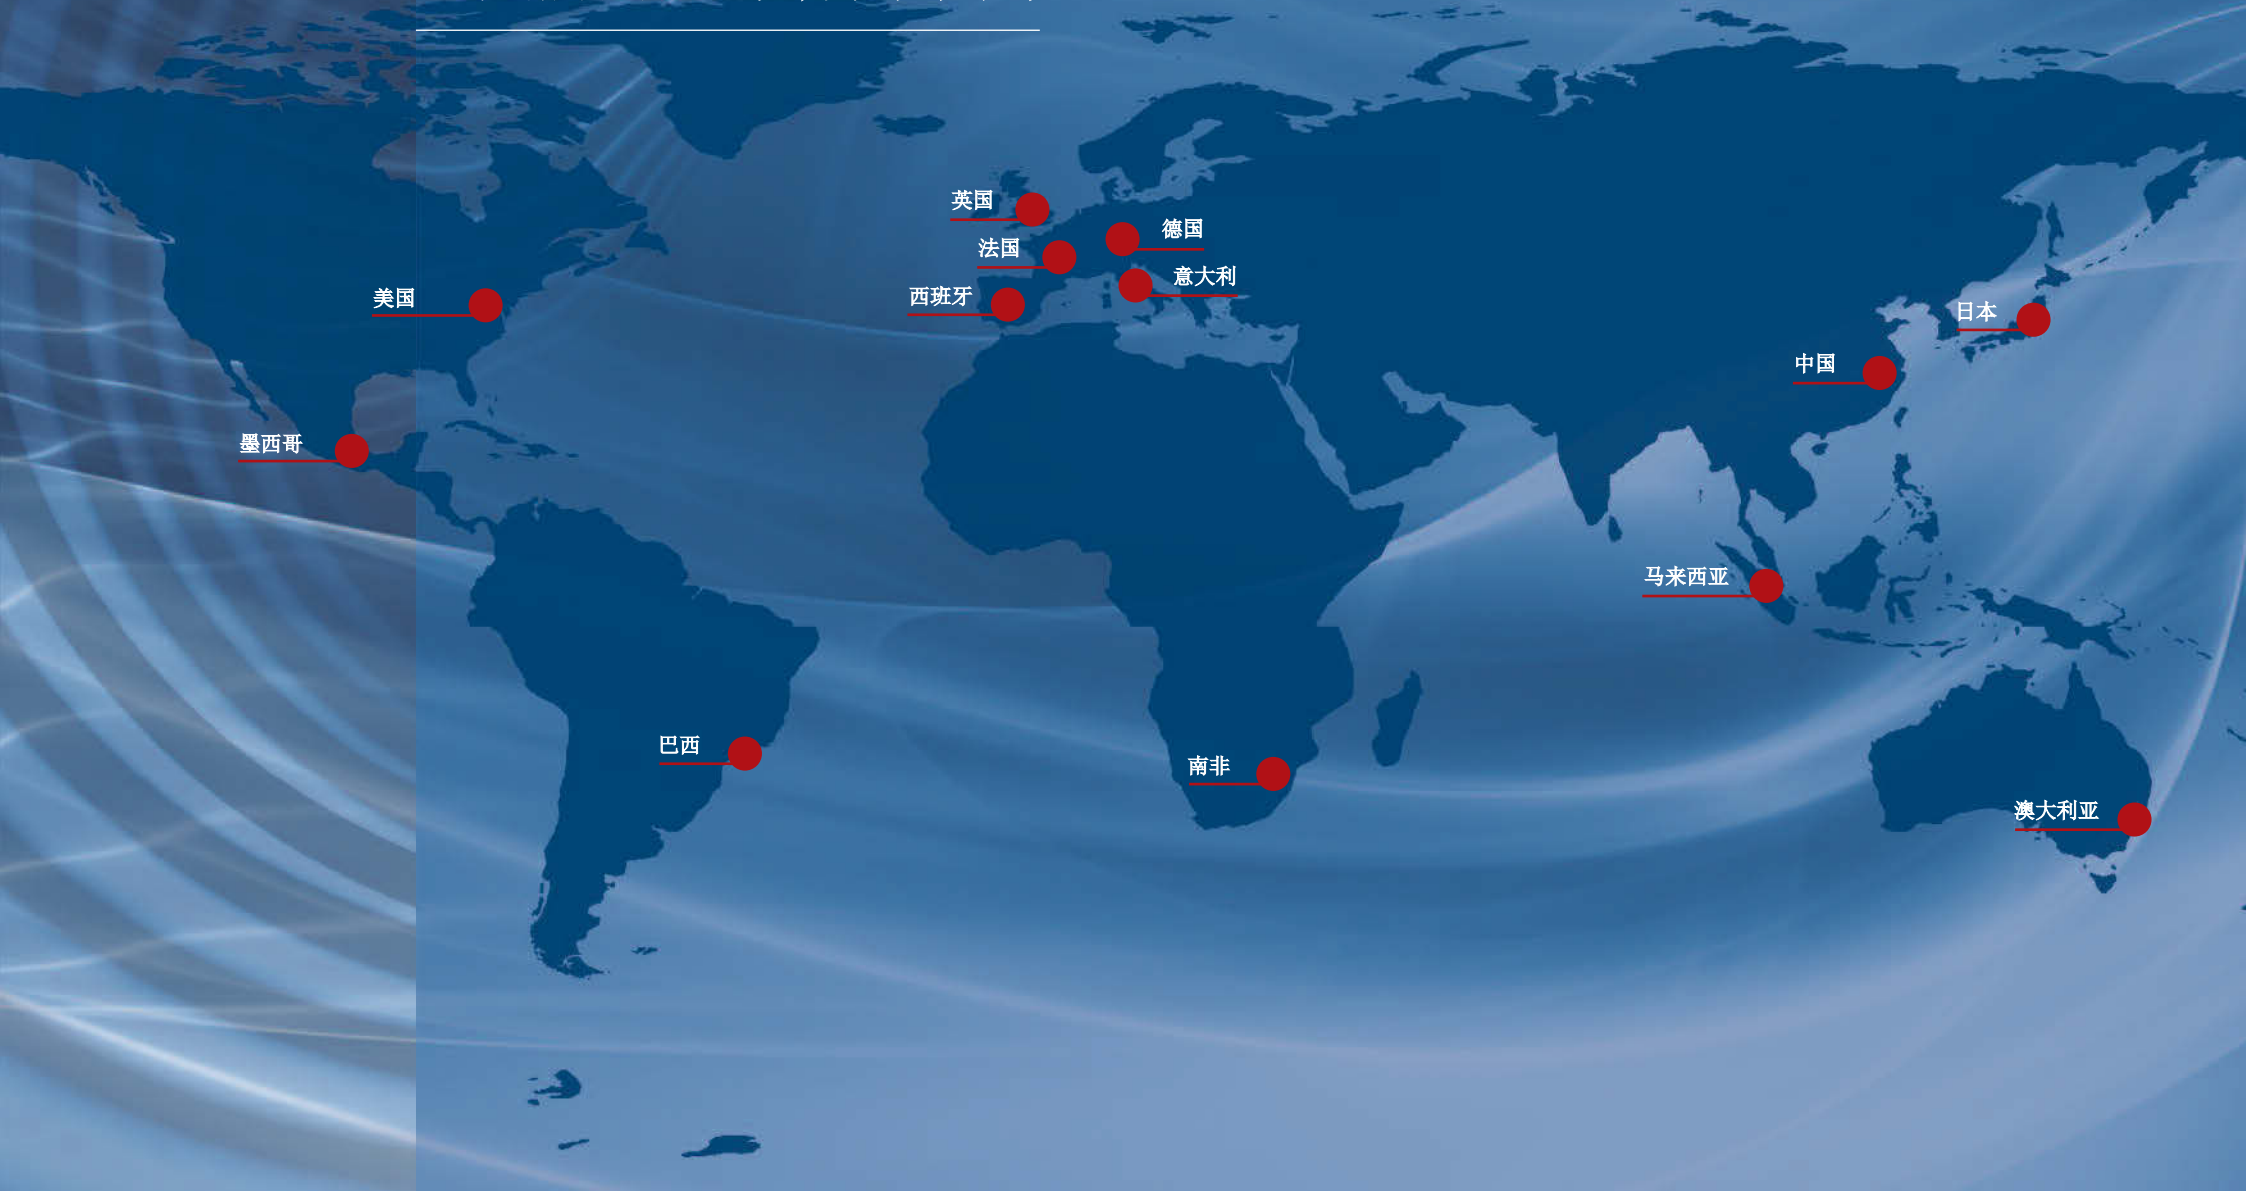 英国
德国
法国
意大利
西班牙
美国
日本
中国
墨西哥
马来西亚
巴西
南非
澳大利亚